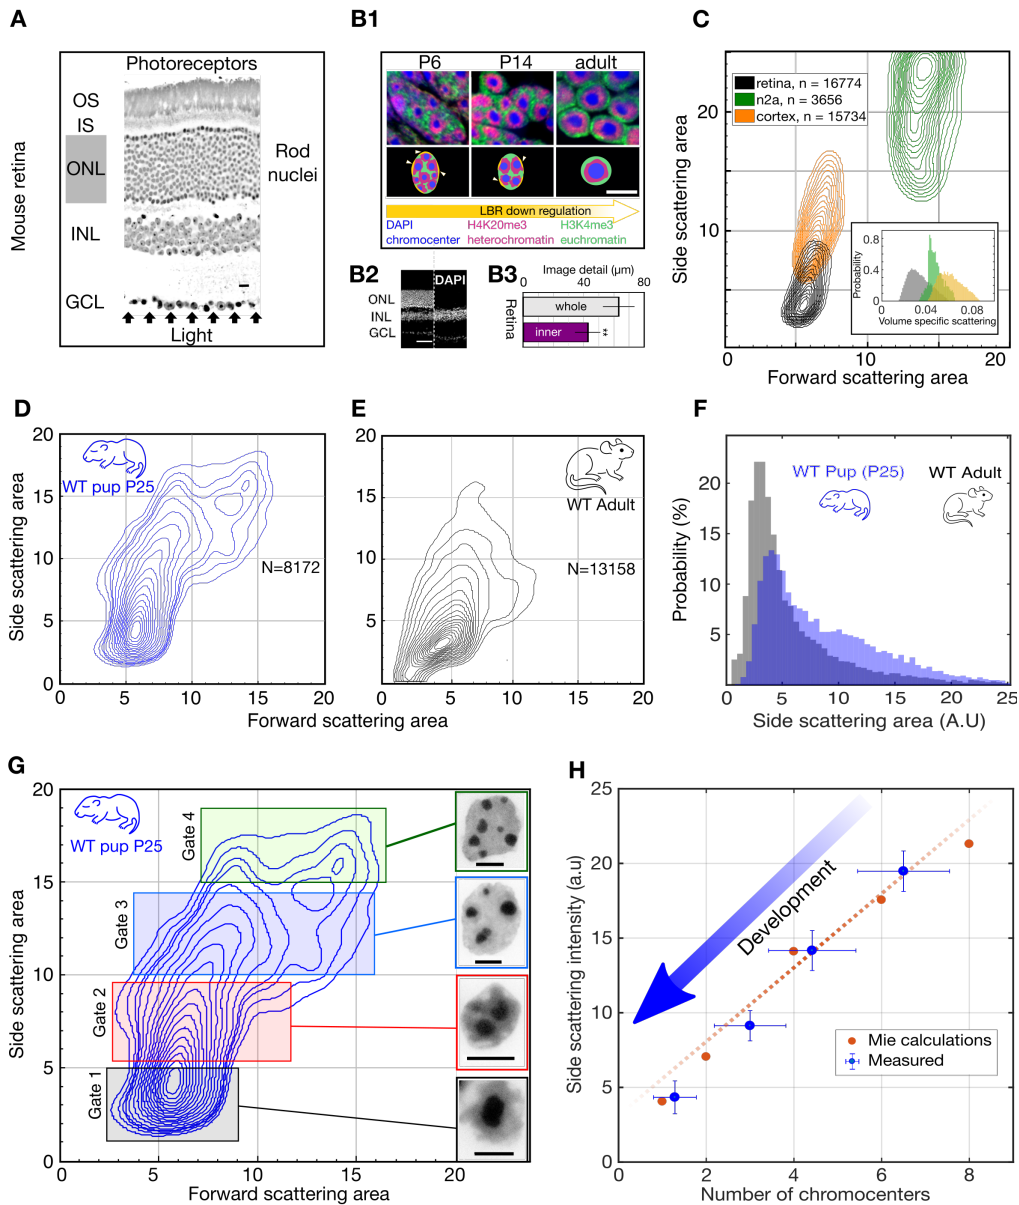 A
Photoreceptors
Mouse retina
OS
IS
ONL
INL
GCL
Rod
nuclei
Light
B1
P6 P14 adult
LBR down regulation
DAPI H4K20me3 H3K4me3
chromocenter heterochromatin euchromatin
B2
DAPI
ONL
INL
GCL
B3
Image detail (μm)
0 40 80
Retina
whole
inner
**
C
retina, n = 16774
n2a, n = 3656
cortex, n = 15734
Side scattering area
20
10
0
0 10 20
Forward scattering area
Probability
0.8
0.4
0
0 0.04 0.08
Volume specific scattering
D
WT pup P25
N=8172
Side scattering area
20
15
10
5
0
0 5 10 15 20
E
WT Adult
N=13158
20
15
10
5
0
0 5 10 15 20
Forward scattering area
F
WT Pup (P25)
WT Adult
Probability (%)
20
15
10
5
0 5 10 15 20 25
Side scattering area (A.U)
G
WT pup P25
Gate 4
Gate 3
Gate 2
Gate 1
Side scattering area
20
15
10
5
0
0 5 10 15 20
Forward scattering area
H
Development
Mie calculations
Measured
Side scattering intensity (a.u)
25
20
15
10
5
0
0 2 4 6 8
Number of chromocenters